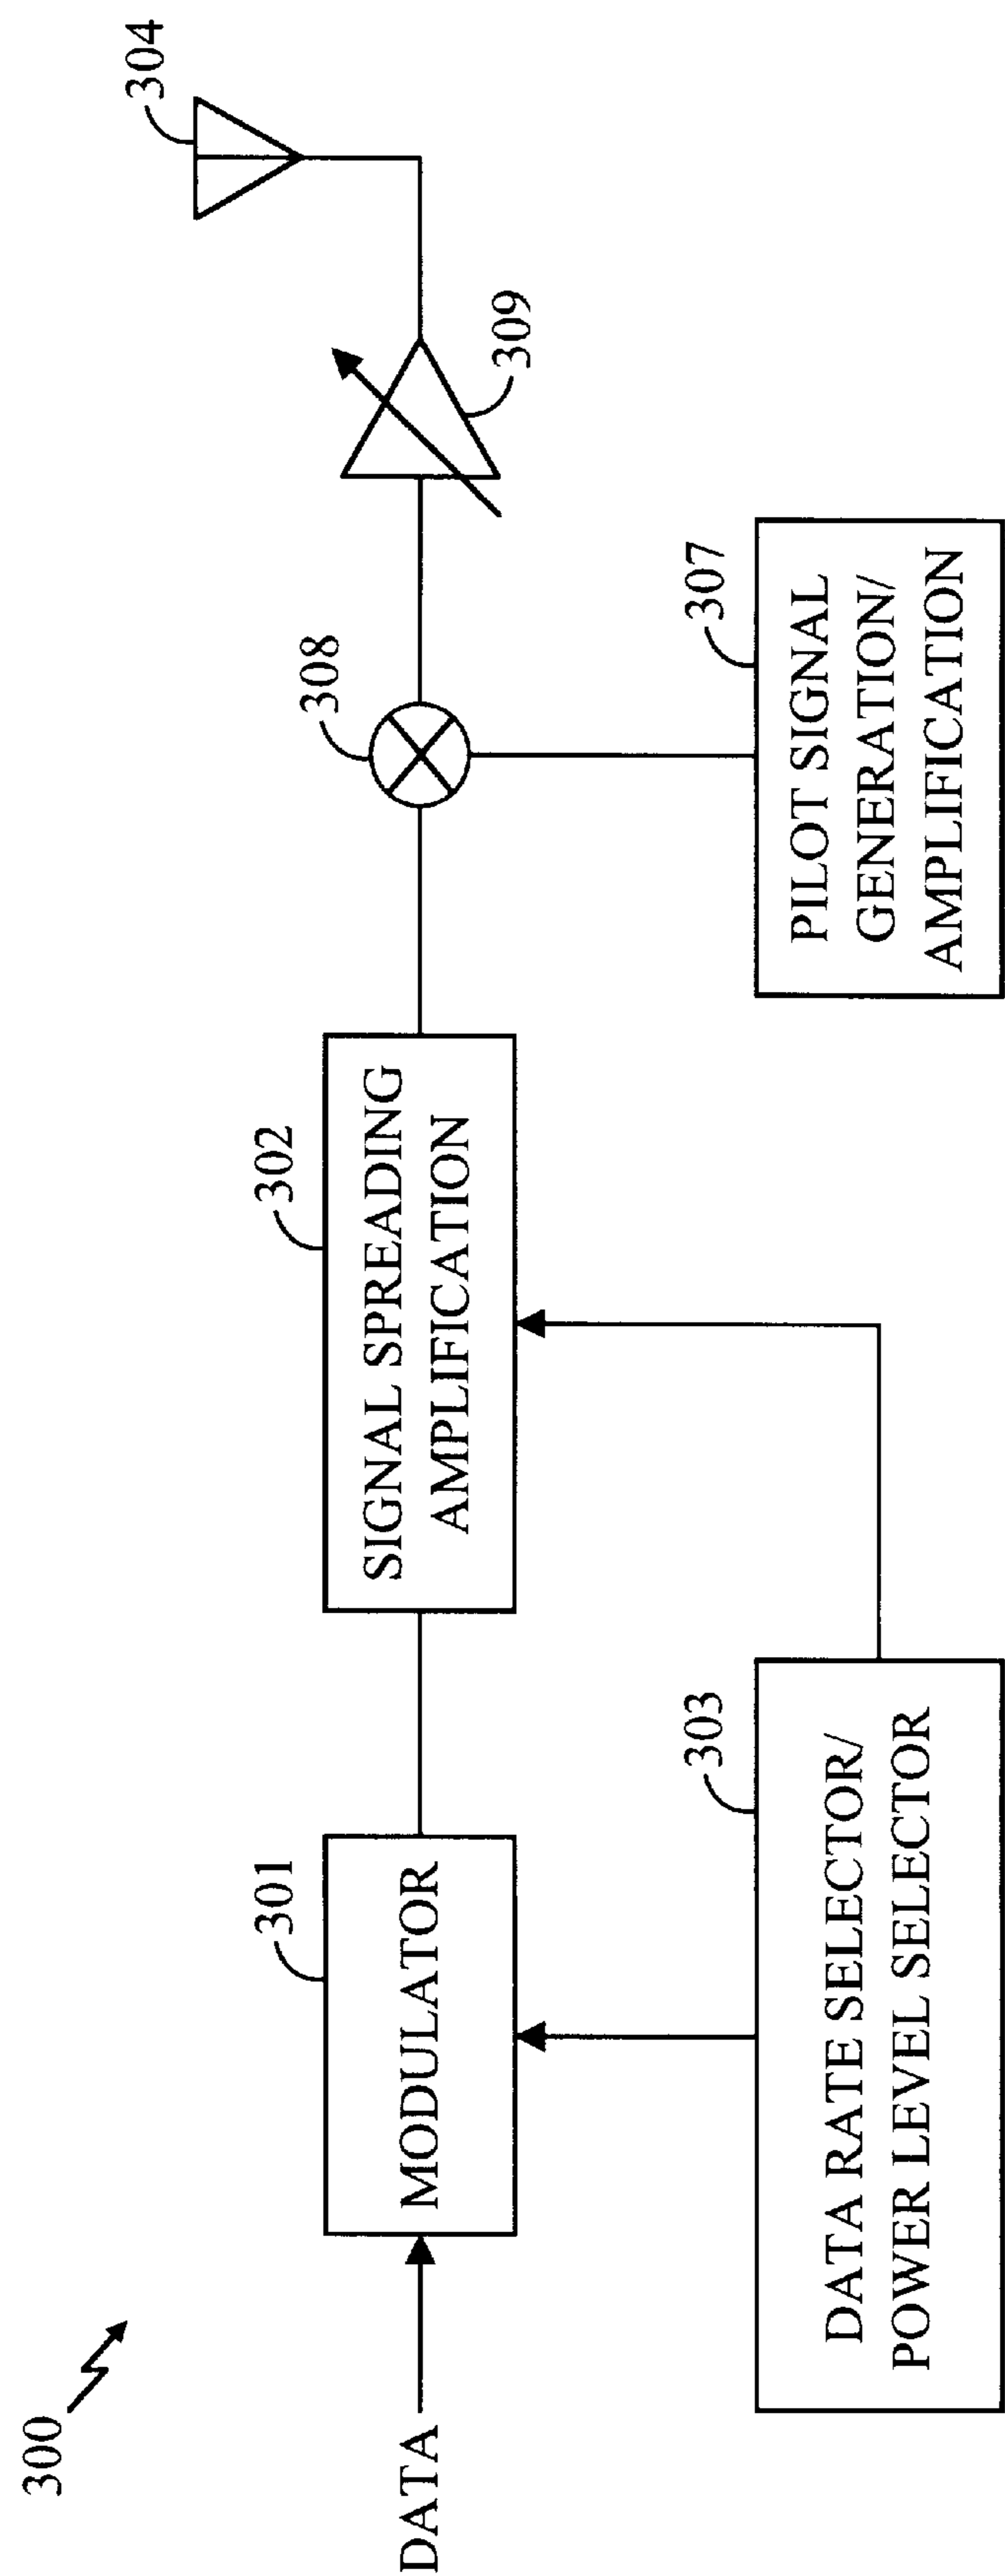 300
DATA
301
MODULATOR
302
SIGNAL SPREADING
AMPLIFICATION
308
309
304
303
DATA RATE SELECTOR/
POWER LEVEL SELECTOR
307
PILOT SIGNAL
GENERATION/
AMPLIFICATION